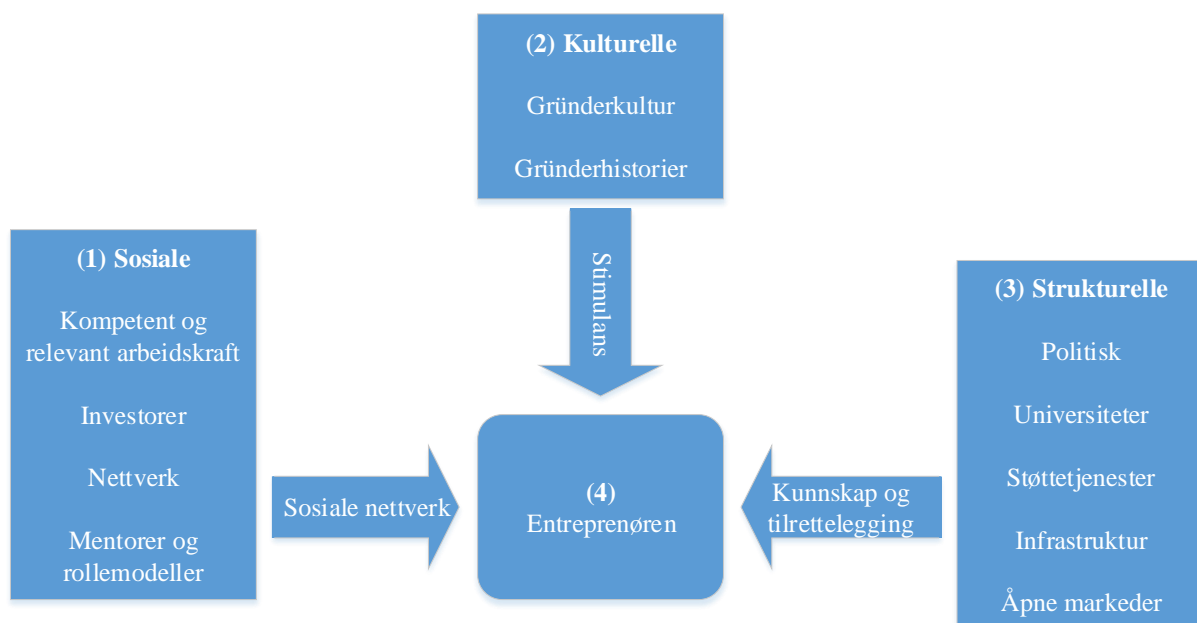 (2) Kulturelle
Gründerkultur
Gründerhistorier
Stimulans
(1) Sosiale
Kompetent og
relevant arbeidskraft
Investorer
Nettverk
Mentorer og
rollemodeller
Sosiale nettverk
(4)
Entreprenøren
Kunnskap og
tilrettelegging
(3) Strukturelle
Politisk
Universiteter
Støttetjenester
Infrastruktur
Åpne markeder